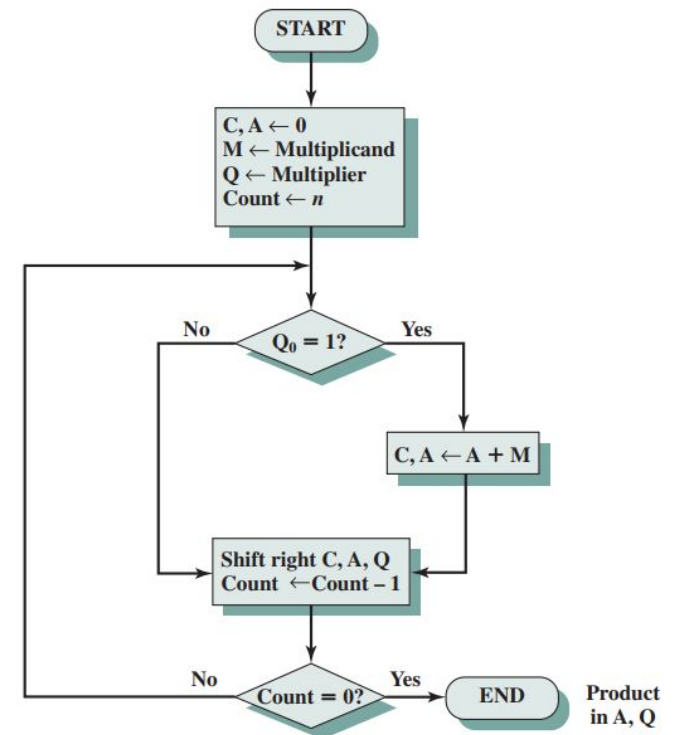 START
C, A ← 0
M ← Multiplicand
Q ← Multiplier
Count ← n
No
Q₀ = 1?
Yes
C, A ← A + M
Shift right C, A, Q
Count ← Count – 1
No
Count = 0?
Yes
END
Product
in A, Q